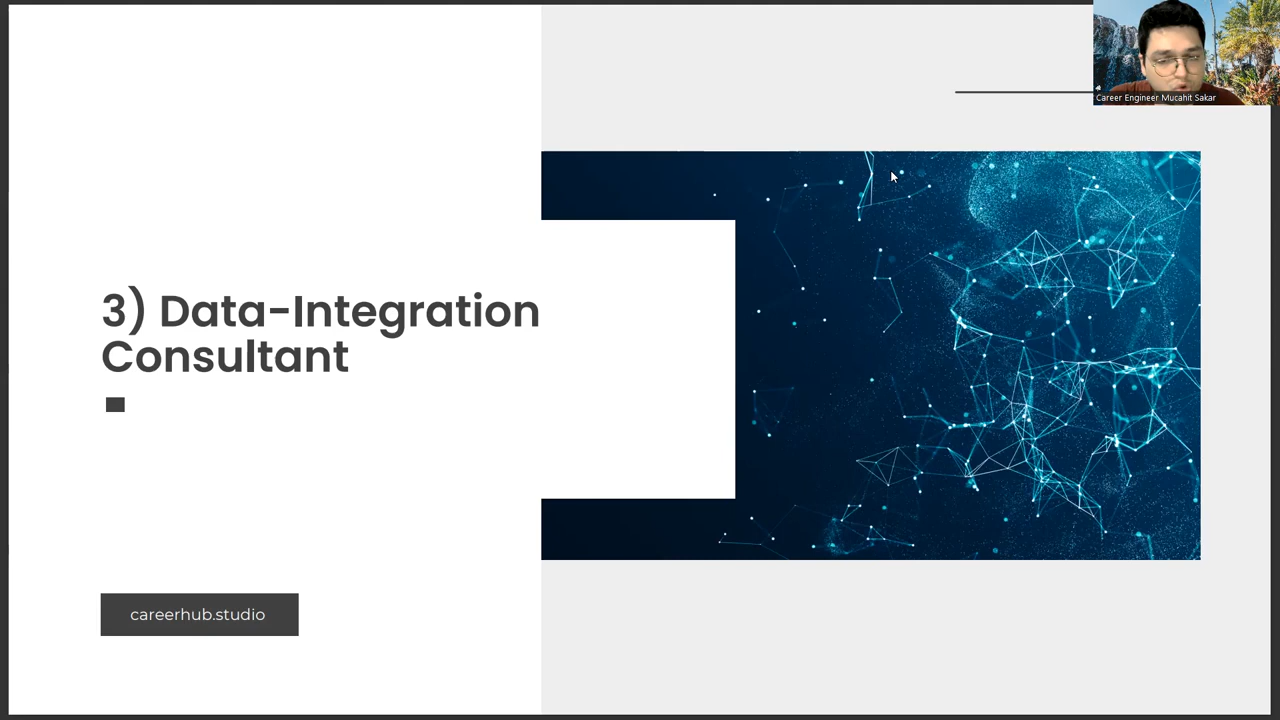 Career Engineer Mucahit Sakar
3) Data-Integration
Consultant
careerhub.studio